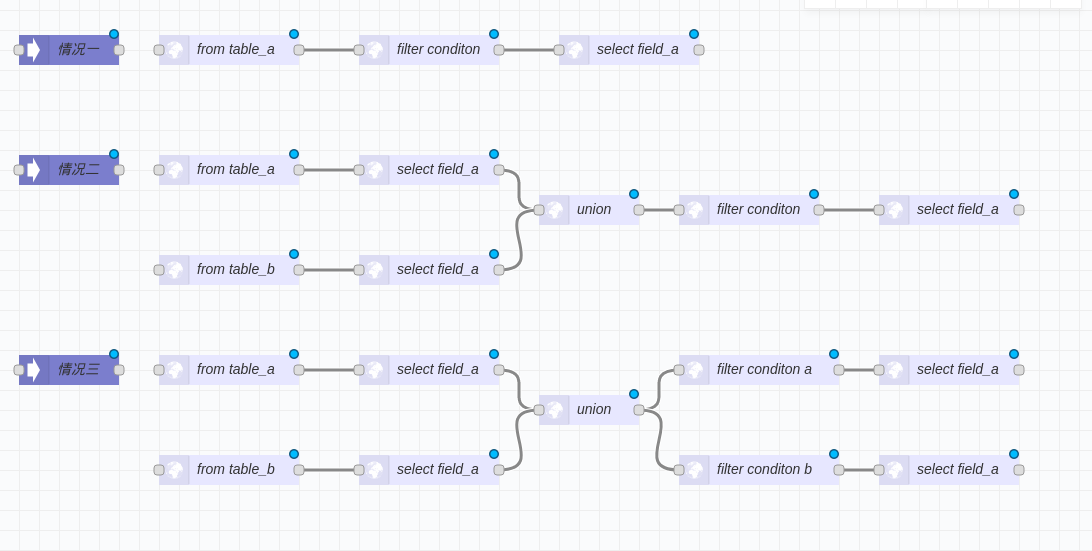 情况一 from table_a filter conditon select field_a
情况二 from table_a select field_a
union filter conditon select field_a
from table_b select field_a
情况三 from table_a select field_a filter conditon a select field_a
union
from table_b select field_a filter conditon b select field_a